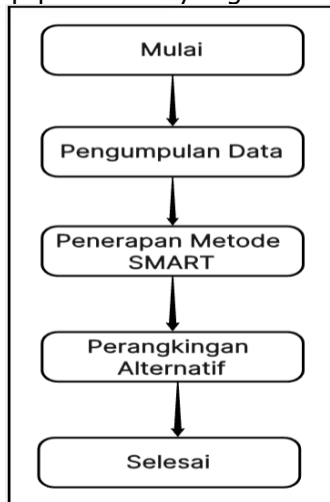 Mulai
Pengumpulan Data
Penerapan Metode
SMART
Perangkingan
Alternatif
Selesai